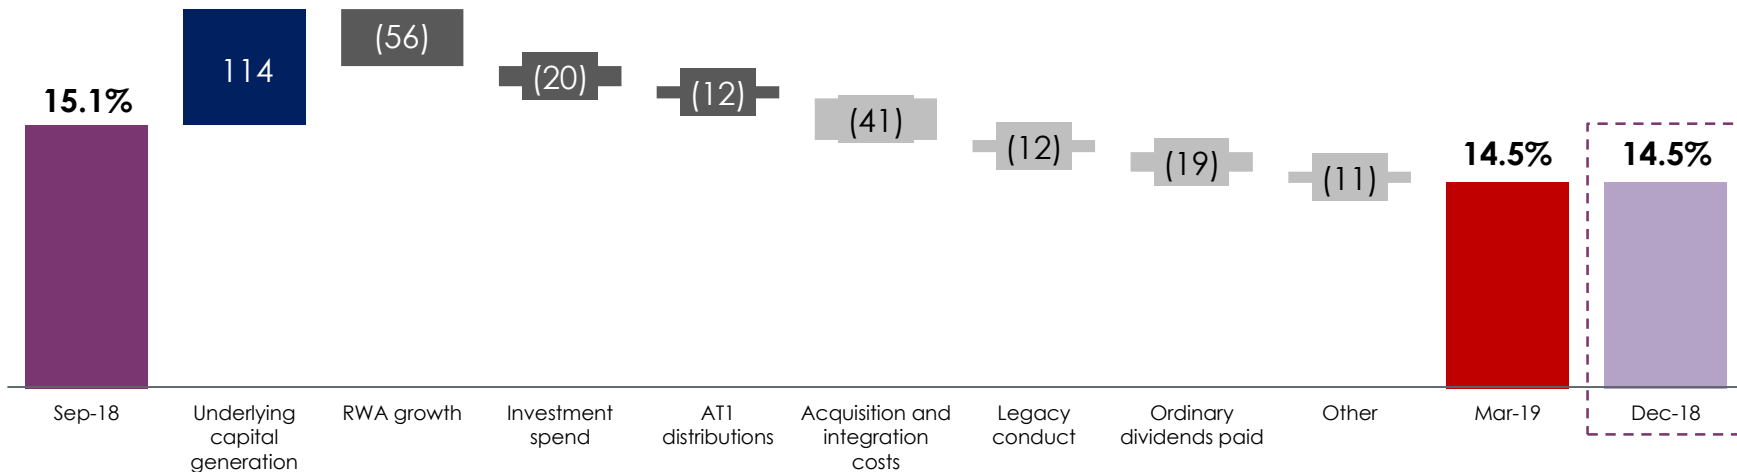 15.1%
114
(56)
(20)
(12)
(41)
(12)
(19)
(11)
14.5%
14.5%
Sep-18
Underlying
capital
generation
RWA growth
Investment
spend
AT1
distributions
Acquisition and
integration
costs
Legacy
conduct
Ordinary
dividends paid
Other
Mar-19
Dec-18